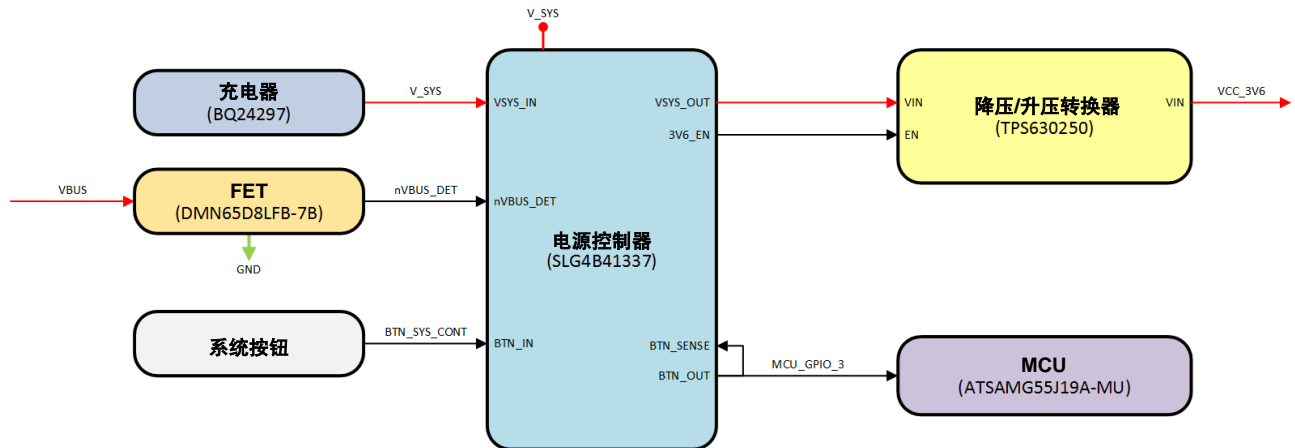 V_SYS
充电器
(BQ24297)
V_SYS
VSYS_IN
VSYS_OUT
VIN
降压/升压转换器
(TPS630250)
VIN
VCC_3V6
3V6_EN
EN
VBUS
FET
(DMN65D8LFB-7B)
nVBUS_DET
nVBUS_DET
GND
电源控制器
(SLG4B41337)
系统按钮
BTN_SYS_CONT
BTN_IN
BTN_SENSE
BTN_OUT
MCU_GPIO_3
MCU
(ATSAMG55J19A-MU)